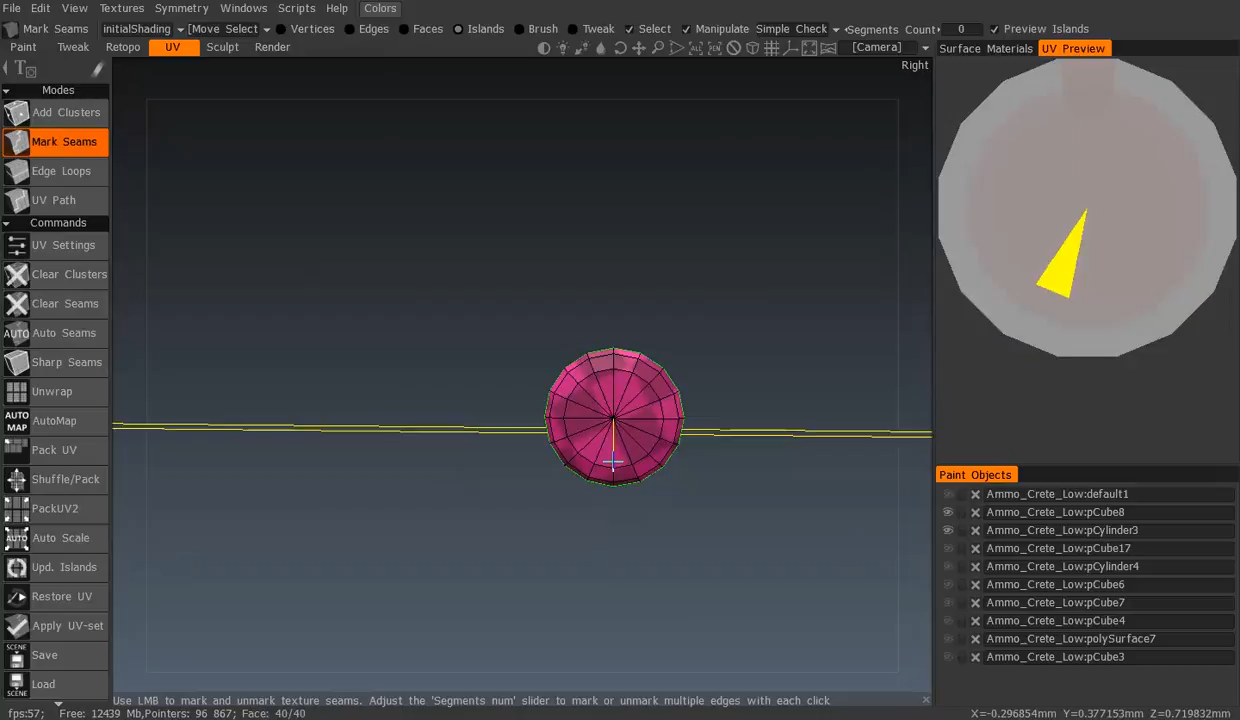 File Edit View Textures Symmetry Windows Scripts Help Colors
Mark Seams initialShading [Move Select] Vertices Edges Faces Islands Brush Tweak Select Manipulate Simple Check Segments Count 0 Preview Islands
Paint Tweak Retopo UV Sculpt Render [Camera] Surface Materials UV Preview
Right
Modes
Add Clusters
Mark Seams
Edge Loops
UV Path
Commands
UV Settings
Clear Clusters
Clear Seams
AUTO Auto Seams
Sharp Seams
Unwrap
AUTO MAP AutoMap
Pack UV
Shuffle/Pack
PackUV2
AUTO Auto Scale
Upd. Islands
Restore UV
Apply UV-set
SCENE Save
SCENE Load
Paint Objects
Ammo_Crete_Low:default1
Ammo_Crete_Low:pCube8
Ammo_Crete_Low:pCylinder3
Ammo_Crete_Low:pCube17
Ammo_Crete_Low:pCylinder4
Ammo_Crete_Low:pCube6
Ammo_Crete_Low:pCube7
Ammo_Crete_Low:pCube4
Ammo_Crete_Low:polySurface7
Ammo_Crete_Low:pCube3
Use LMB to mark and unmark texture seams. Adjust the 'Segments num' slider to mark or unmark multiple edges with each click
fps:57; Free: 12439 Mb,Pointers: 96 867; Face: 40/40 X=-0.296854mm Y=0.377153mm Z=0.719832mm